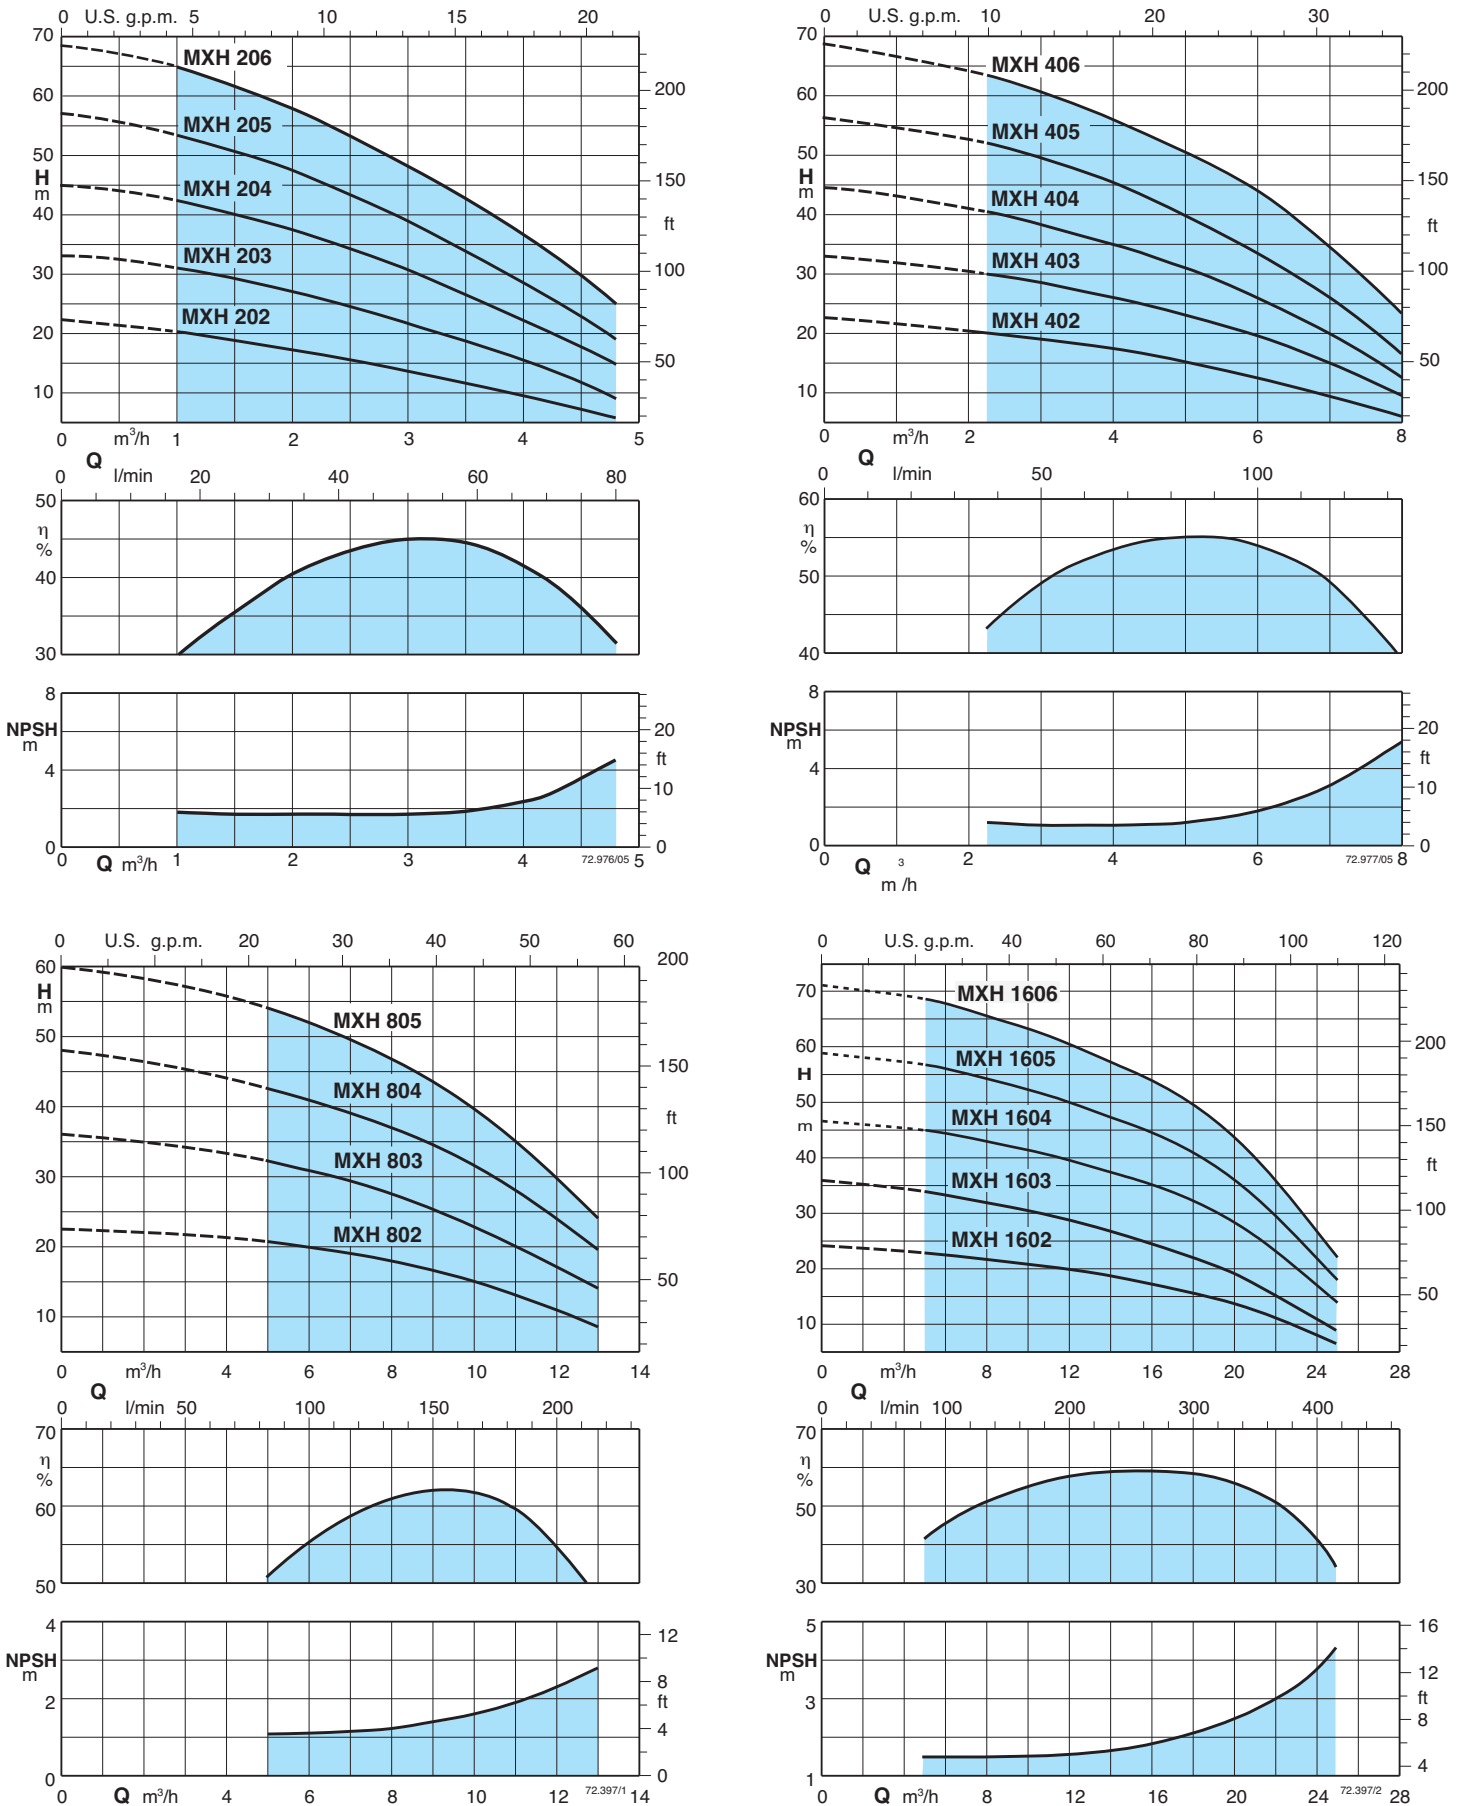 0 U.S. g.p.m. 5 10 15 20
70
60
50
H
m
40
30
20
10
MXH 206
MXH 205
MXH 204
MXH 203
MXH 202
200
150
ft
100
50
0 m³/h 1 2 3 4 5
Q
0 l/min 20 40 60 80
50
η
%
40
30
8
NPSH
m
4
0
20
ft
10
0
0 Q m³/h 1 2 3 4 72.976/05 5
0 U.S. g.p.m. 10 20 30
70
60
50
H
m
40
30
20
10
MXH 406
MXH 405
MXH 404
MXH 403
MXH 402
200
150
ft
100
50
0 m³/h 2 4 6 8
Q
0 l/min 50 100
60
η
%
50
40
8
NPSH
m
4
0
20
ft
10
0
0 Q 3 2 4 6 72.977/05 8
m /h
0 U.S. g.p.m. 20 30 40 50 60
60
H
m
50
40
30
20
10
MXH 805
MXH 804
MXH 803
MXH 802
200
150
ft
100
50
0 m³/h 4 6 8 10 12 14
Q
0 l/min 50 100 150 200
70
η
%
60
50
4
NPSH
m
2
0
12
8
ft
4
0
0 Q m³/h 4 6 8 10 12 72.397/1 14
0 U.S. g.p.m. 40 60 80 100 120
70
60
H
50
m
40
30
20
10
MXH 1606
MXH 1605
MXH 1604
MXH 1603
MXH 1602
200
150
ft
100
50
0 m³/h 8 12 16 20 24 28
Q
0 l/min 100 200 300 400
70
η
%
50
30
5
NPSH
m
3
1
16
12
ft
8
4
0 Q m³/h 8 12 16 20 24 72.397/2 28